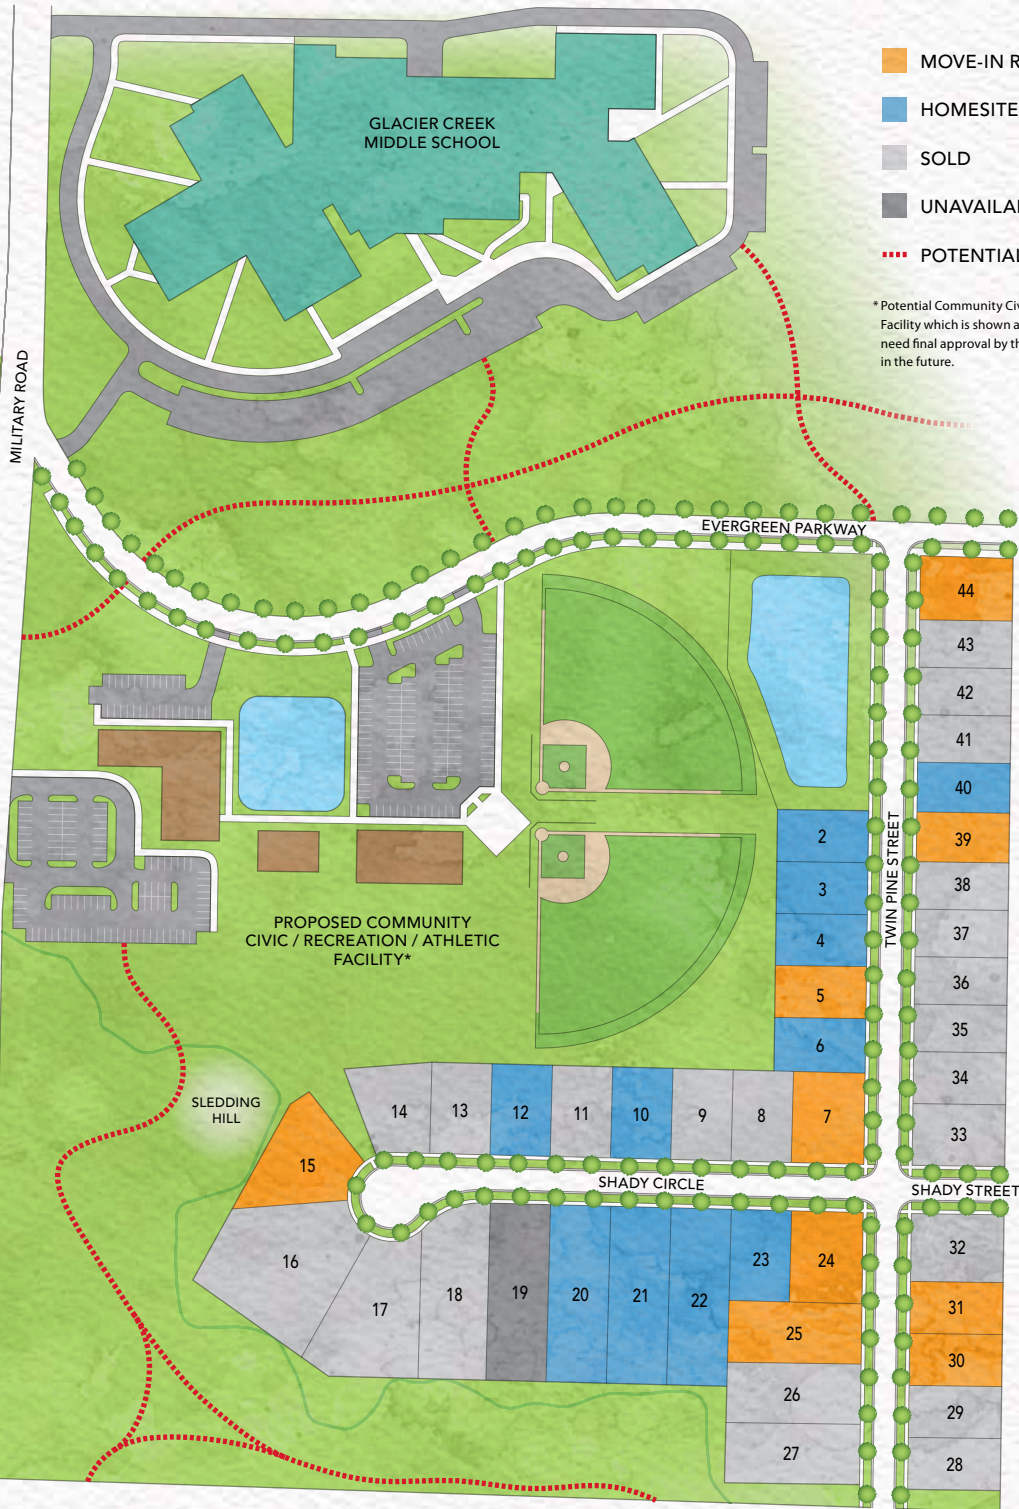 GLACIER CREEK
MIDDLE SCHOOL
MOVE-IN R
HOMESITE
SOLD
UNAVAILA
POTENTIAL
* Potential Community Civ
Facility which is shown a
need final approval by th
in the future.
MILITARY ROAD
EVERGREEN PARKWAY
44
43
42
41
40
39
38
37
36
35
34
33
TWIN PINE STREET
2
3
4
5
6
PROPOSED COMMUNITY
CIVIC / RECREATION / ATHLETIC
FACILITY*
SLEDDING
HILL
14
13
12
11
10
9
8
7
15
SHADY CIRCLE
SHADY STREET
16
17
18
19
20
21
22
23
24
25
26
27
32
31
30
29
28